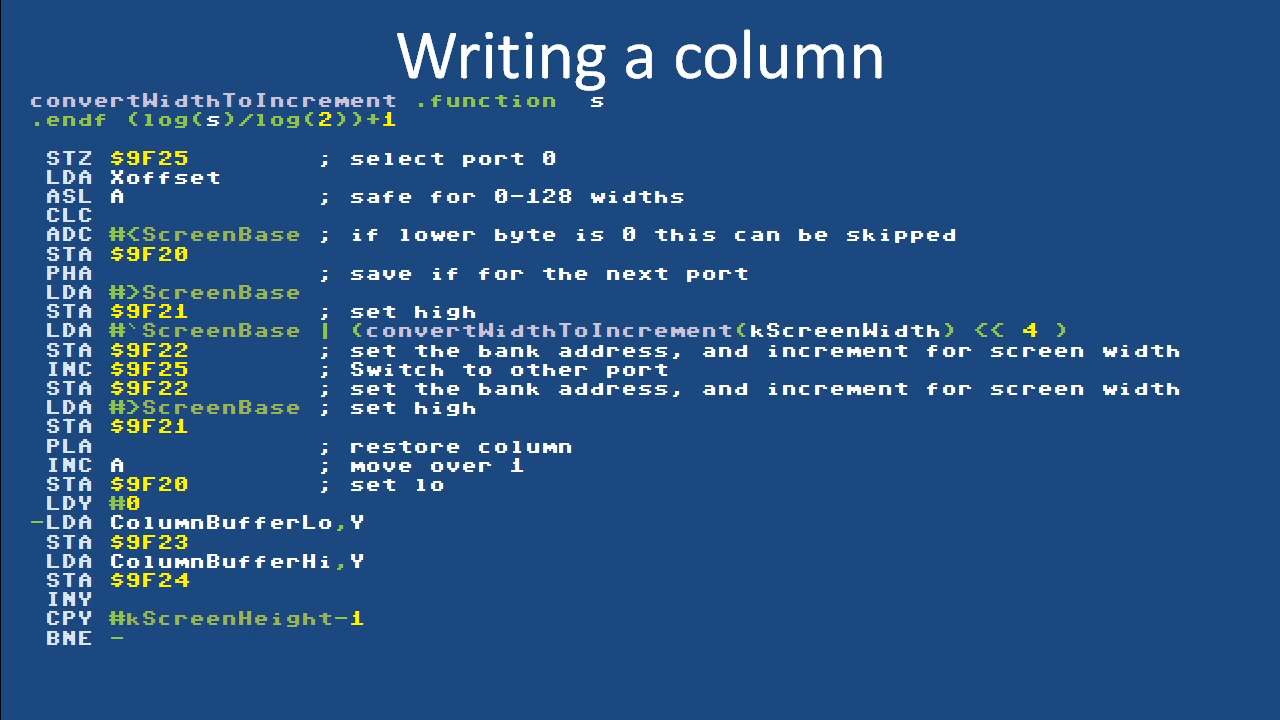 Writing a column
convertWidthToIncrement .function s
.endf (log(s)/log(2))+1
STZ $9F25 ; select port 0
LDA Xoffset
ASL A ; safe for 0-128 widths
CLC
ADC #<ScreenBase ; if lower byte is 0 this can be skipped
STA $9F20
PHA ; save if for the next port
LDA #>ScreenBase
STA $9F21 ; set high
LDA #`ScreenBase | (convertWidthToIncrement(kScreenWidth) << 4 )
STA $9F22 ; set the bank address, and increment for screen width
INC $9F25 ; Switch to other port
STA $9F22 ; set the bank address, and increment for screen width
LDA #>ScreenBase ; set high
STA $9F21
PLA ; restore column
INC A ; move over 1
STA $9F20 ; set lo
LDY #0
-LDA ColumnBufferLo,Y
STA $9F23
LDA ColumnBufferHi,Y
STA $9F24
INY
CPY #kScreenHeight-1
BNE -